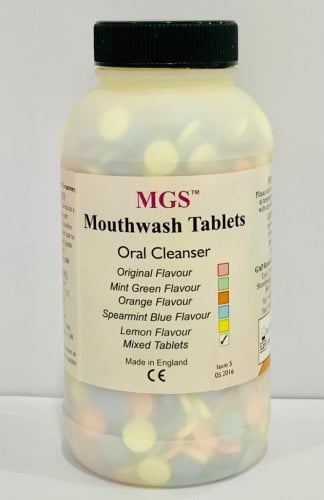 MGS™
Mouthwash Tablets
Oral Cleanser
Original Flavour
Mint Green Flavour
Orange Flavour
Spearmint Blue Flavour
Lemon Flavour
Mixed Tablets ✓
Made in England
CE
Issue 5
05.2016